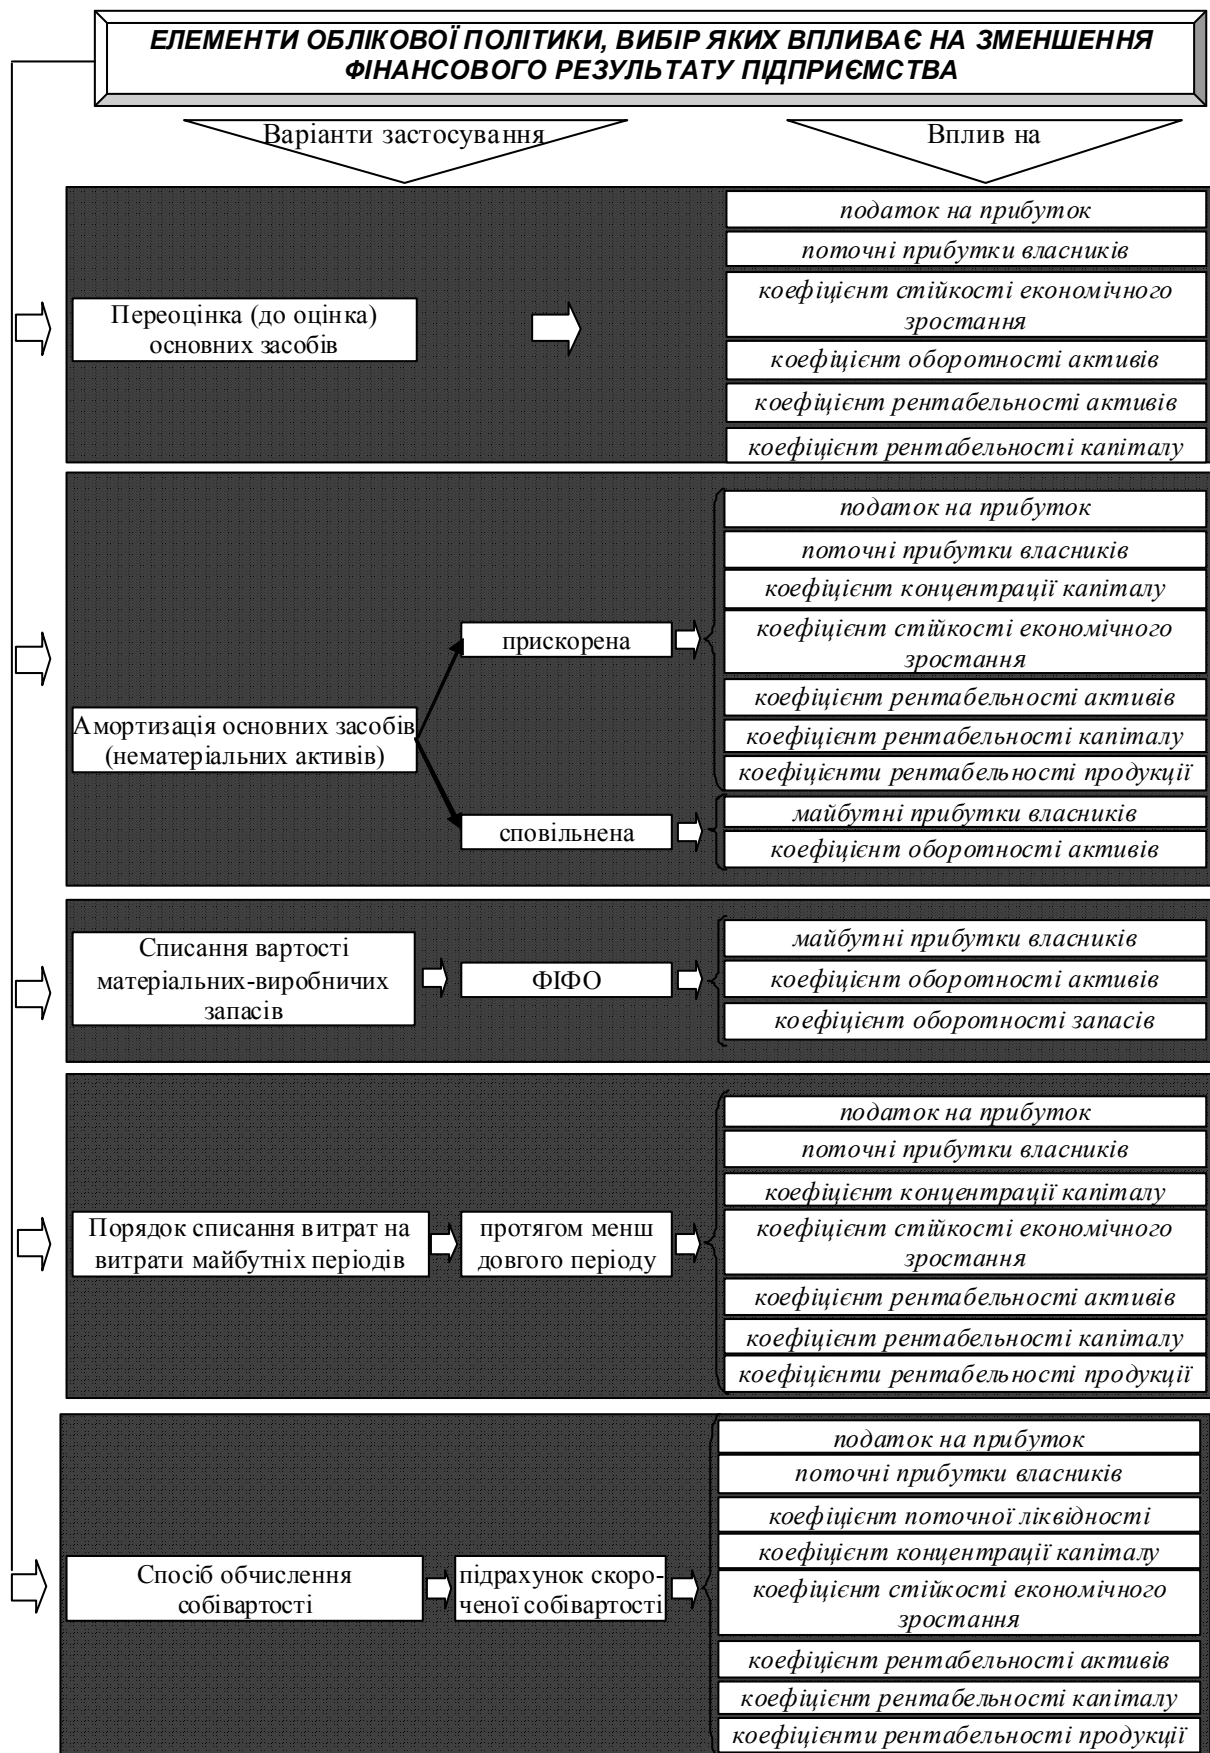 ЕЛЕМЕНТИ ОБЛІКОВОЇ ПОЛІТИКИ, ВИБІР ЯКИХ ВПЛИВАЄ НА ЗМЕНШЕННЯ
ФІНАНСОВОГО РЕЗУЛЬТАТУ ПІДПРИЄМСТВА
Варіанти застосування
Вплив на
Переоцінка (до оцінка)
основних засобів
податок на прибуток
поточні прибутки власників
коефіцієнт стійкості економічного
зростання
коефіцієнт оборотності активів
коефіцієнт рентабельності активів
коефіцієнт рентабельності капіталу
Амортизація основних засобів
(нематеріальних активів)
прискорена
податок на прибуток
поточні прибутки власників
коефіцієнт концентрації капіталу
коефіцієнт стійкості економічного
зростання
коефіцієнт рентабельності активів
коефіцієнт рентабельності капіталу
коефіцієнти рентабельності продукції
сповільнена
майбутні прибутки власників
коефіцієнт оборотності активів
Списання вартості
матеріальних-виробничих
запасів
ФІФО
майбутні прибутки власників
коефіцієнт оборотності активів
коефіцієнт оборотності запасів
Порядок списання витрат на
витрати майбутніх періодів
протягом менш
довгого періоду
податок на прибуток
поточні прибутки власників
коефіцієнт концентрації капіталу
коефіцієнт стійкості економічного
зростання
коефіцієнт рентабельності активів
коефіцієнт рентабельності капіталу
коефіцієнти рентабельності продукції
Спосіб обчислення
собівартості
підрахунок скоро-
ченої собівартості
податок на прибуток
поточні прибутки власників
коефіцієнт поточної ліквідності
коефіцієнт концентрації капіталу
коефіцієнт стійкості економічного
зростання
коефіцієнт рентабельності активів
коефіцієнт рентабельності капіталу
коефіцієнти рентабельності продукції